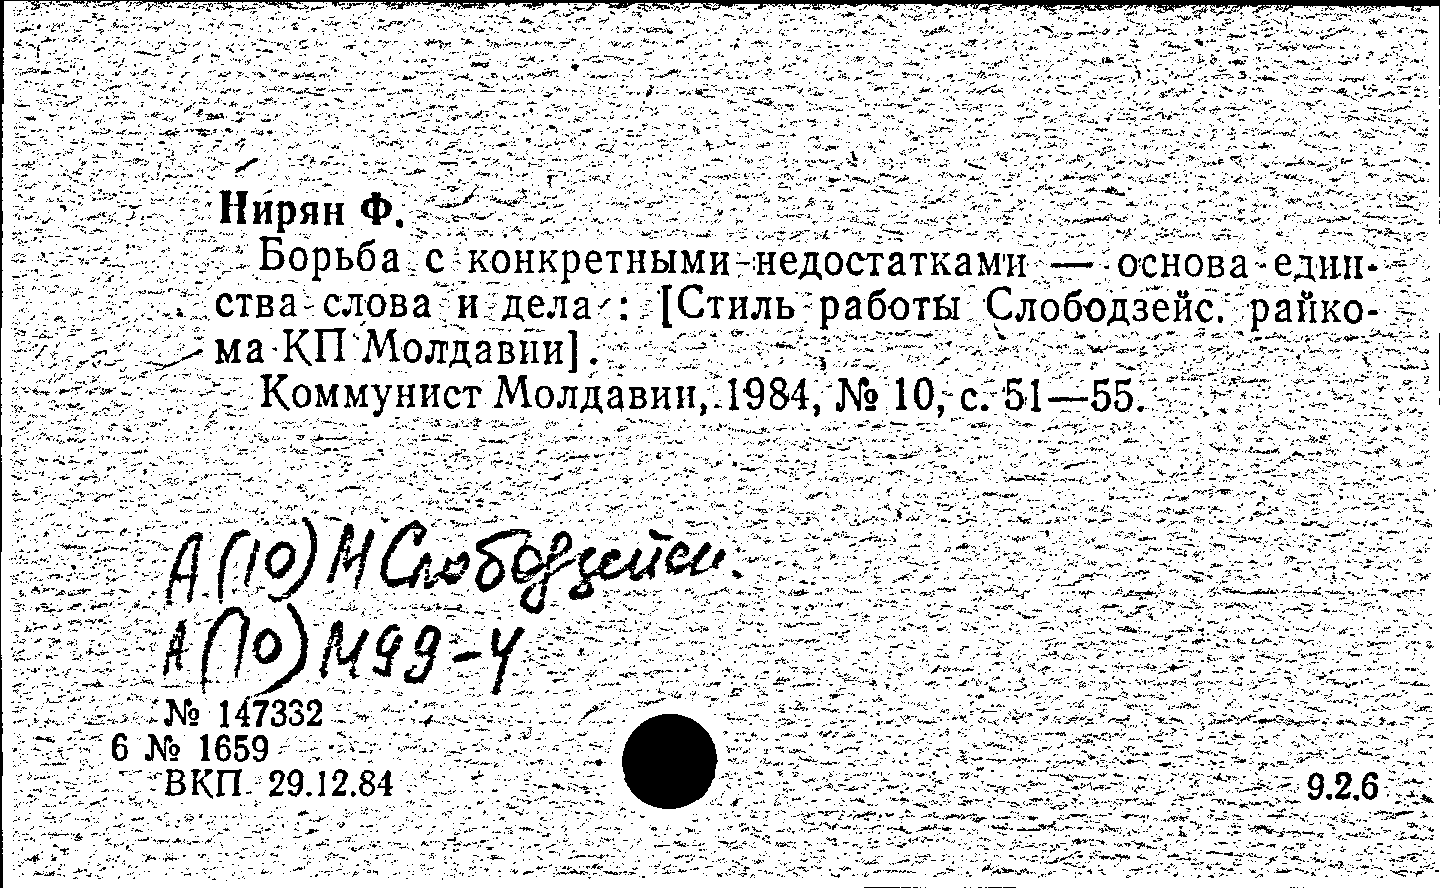 Нирян Ф.
Борьба с конкретными недостатками — основа един-
ства слова и дела : [Стиль работы Слободзейс. райко-
ма КП Молдавии].
Коммунист Молдавии, 1984, № 10, с. 51—55.
А(10)М Слободзейск.
А(10)М 99-4
№ 147332
6 № 1659
ВКП 29.12.84
9.2.6